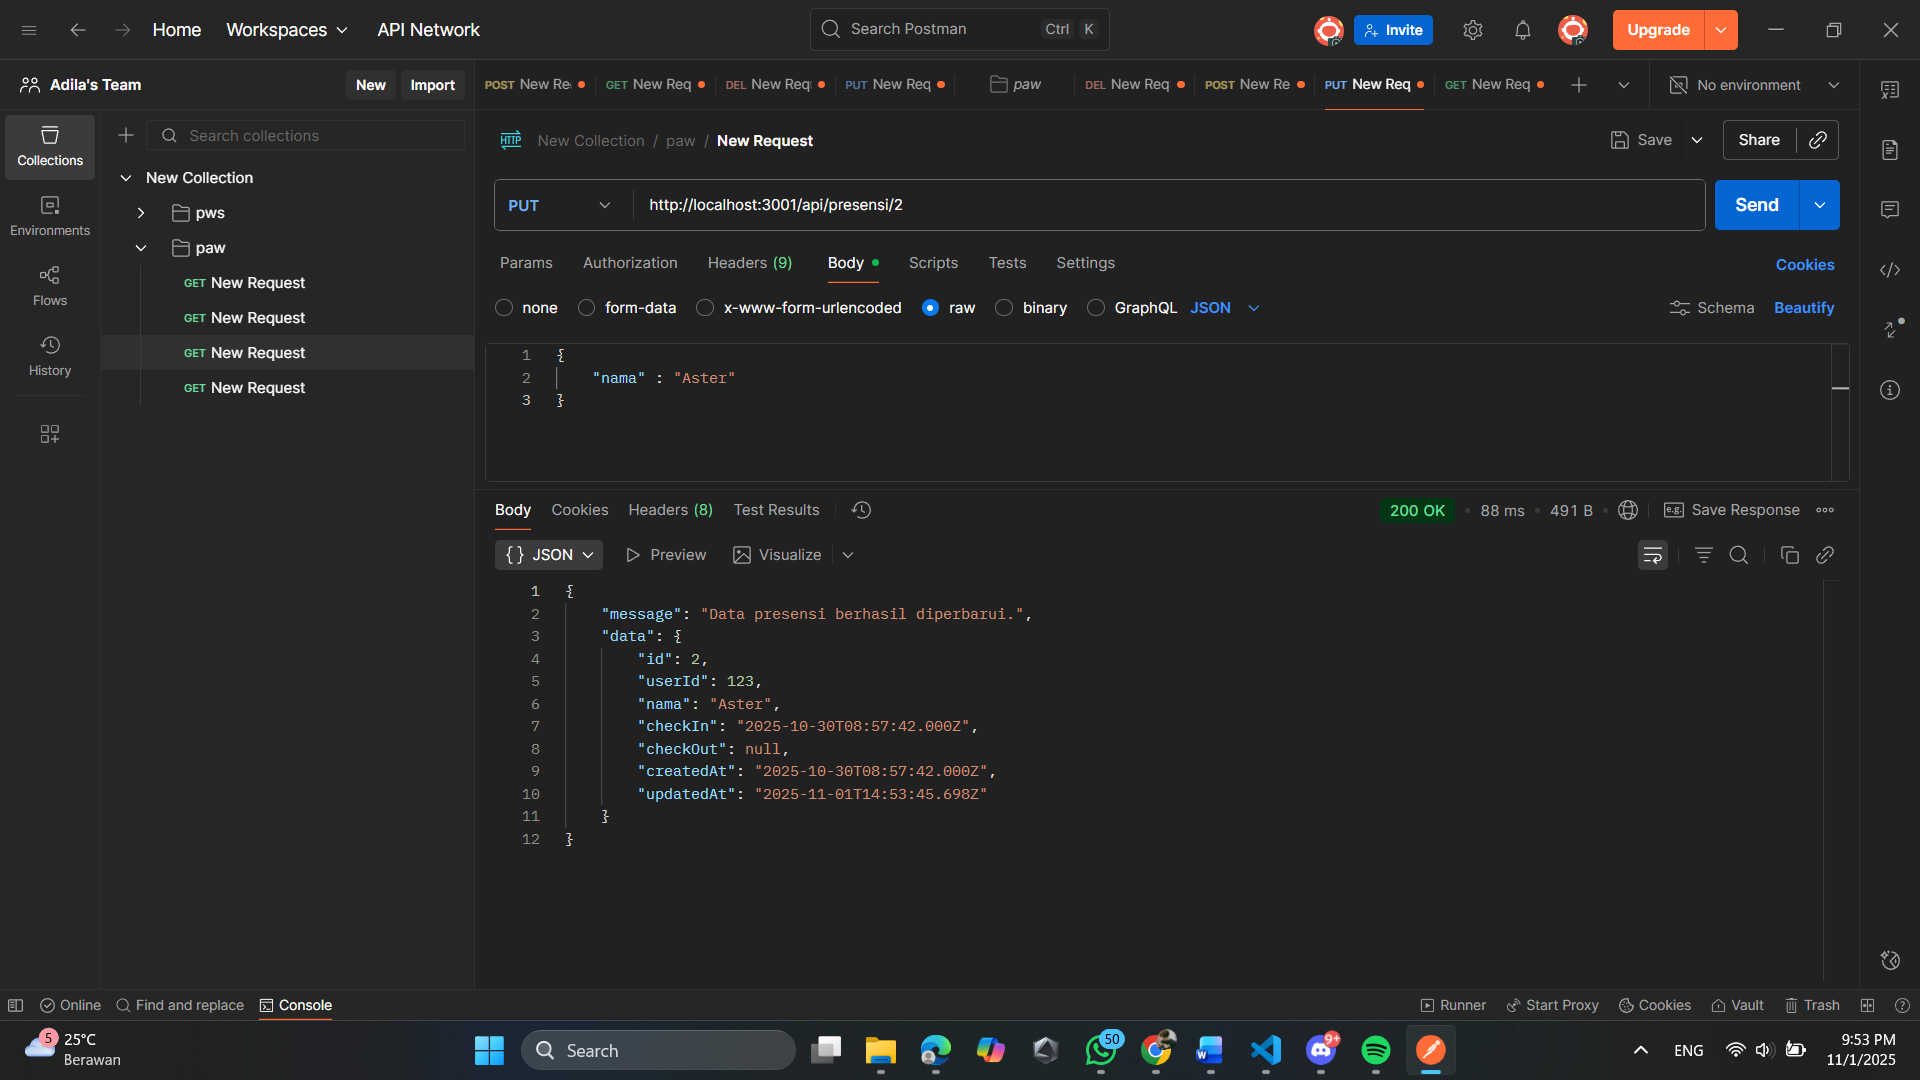 Home
Workspaces
API Network
Search Postman
Ctrl K
Invite
Upgrade
Adila's Team
New
Import
POST New Re
GET New Req
DEL New Req
PUT New Req
paw
DEL New Req
POST New Re
PUT New Req
GET New Req
No environment
Collections
Environments
Flows
History
Search collections
New Collection
pws
paw
GET New Request
GET New Request
GET New Request
GET New Request
HTTP New Collection / paw / New Request
Save
Share
PUT
http://localhost:3001/api/presensi/2
Send
Params
Authorization
Headers (9)
Body
Scripts
Tests
Settings
Cookies
none
form-data
x-www-form-urlencoded
raw
binary
GraphQL
JSON
Schema
Beautify
1 {
2 "nama" : "Aster"
3 }
Body
Cookies
Headers (8)
Test Results
200 OK
88 ms
491 B
e.g. Save Response
{} JSON
Preview
Visualize
1 {
2 "message": "Data presensi berhasil diperbarui.",
3 "data": {
4 "id": 2,
5 "userId": 123,
6 "nama": "Aster",
7 "checkIn": "2025-10-30T08:57:42.000Z",
8 "checkOut": null,
9 "createdAt": "2025-10-30T08:57:42.000Z",
10 "updatedAt": "2025-11-01T14:53:45.698Z"
11 }
12 }
Online
Find and replace
Console
Runner
Start Proxy
Cookies
Vault
Trash
5
25°C
Berawan
Search
50
9+
ENG
9:53 PM
11/1/2025